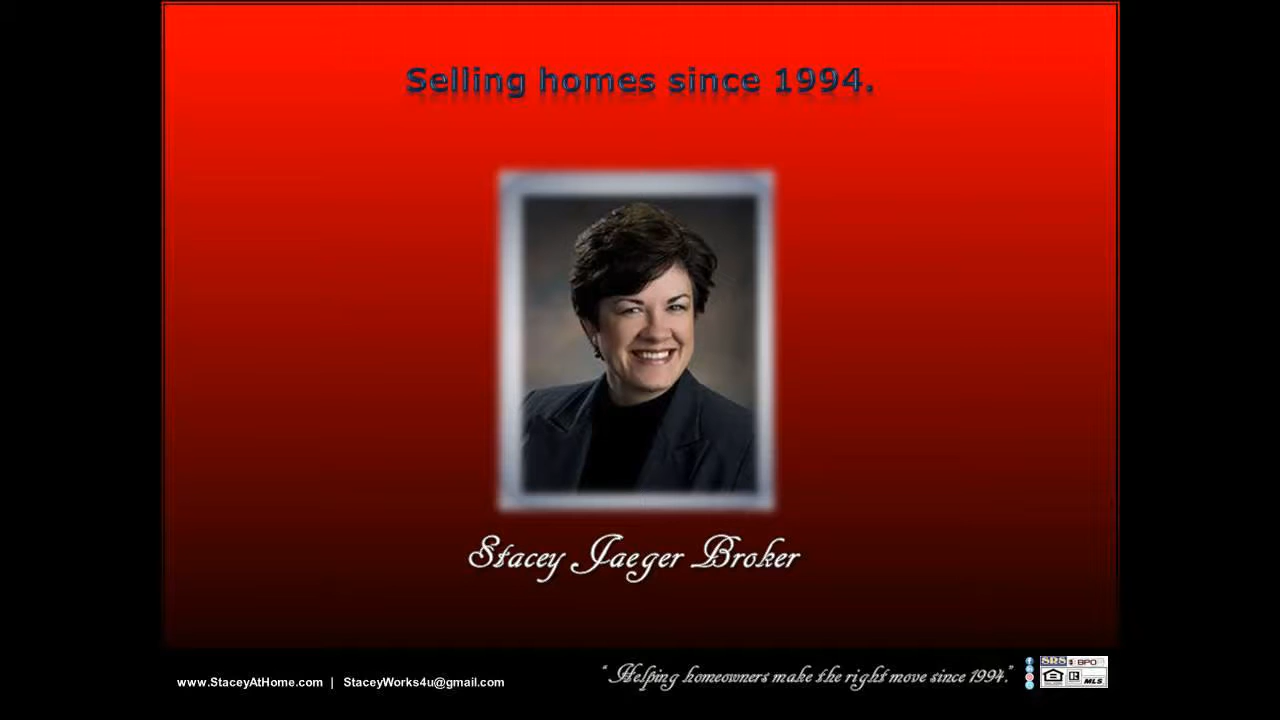 Selling homes since 1994.
Stacey Jaeger Broker
www.StaceyAtHome.com | StaceyWorks4u@gmail.com
“Helping homeowners make the right move since 1994.”
SRS BPO
MLS